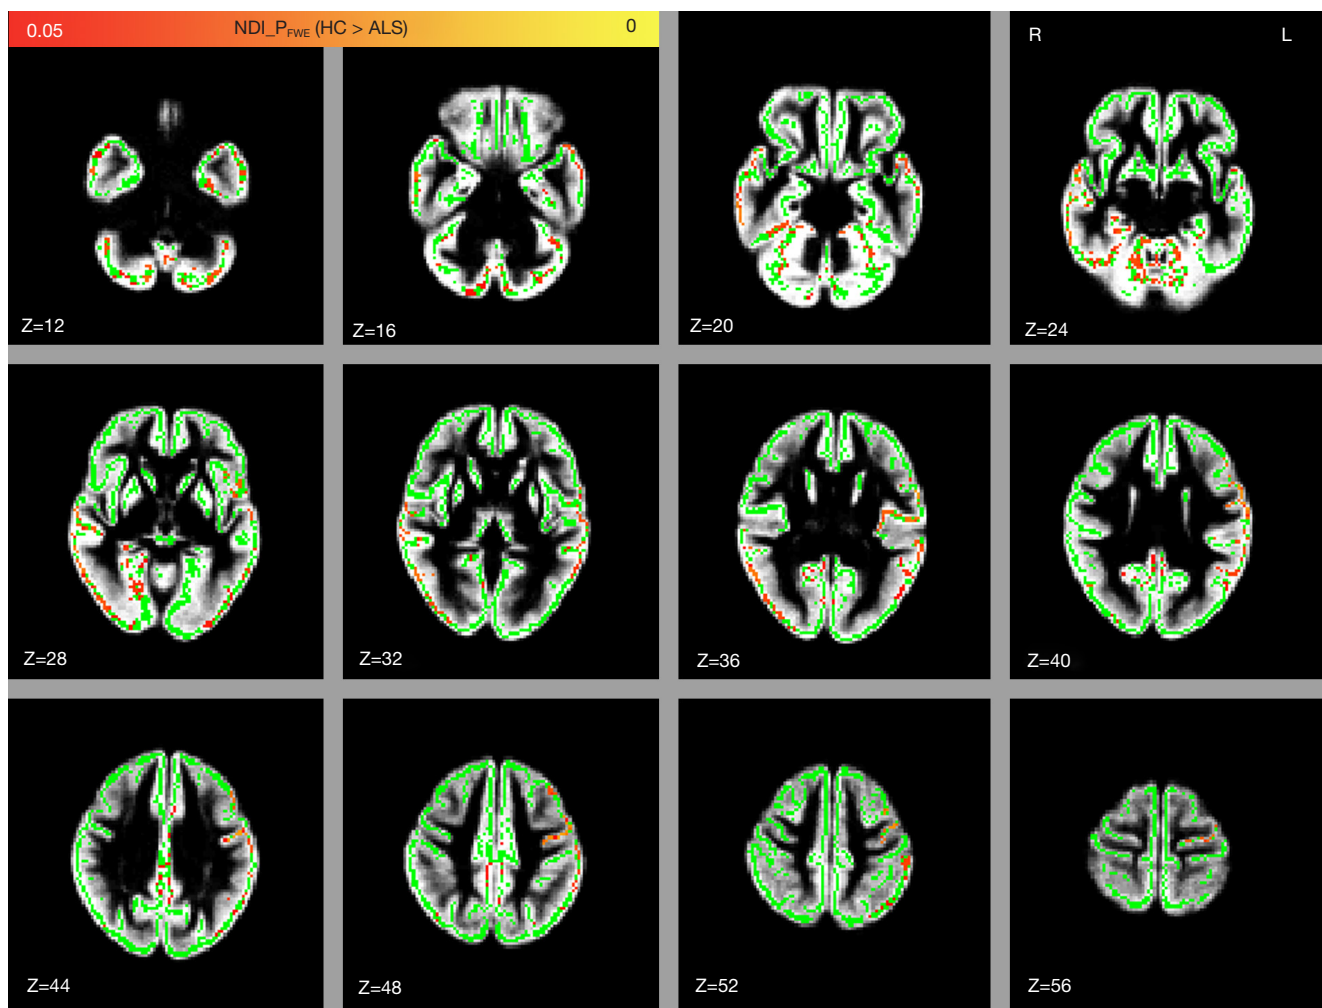 0.05 NDI_PFWE (HC > ALS) 0
R L
Z=12
Z=16
Z=20
Z=24
Z=28
Z=32
Z=36
Z=40
Z=44
Z=48
Z=52
Z=56